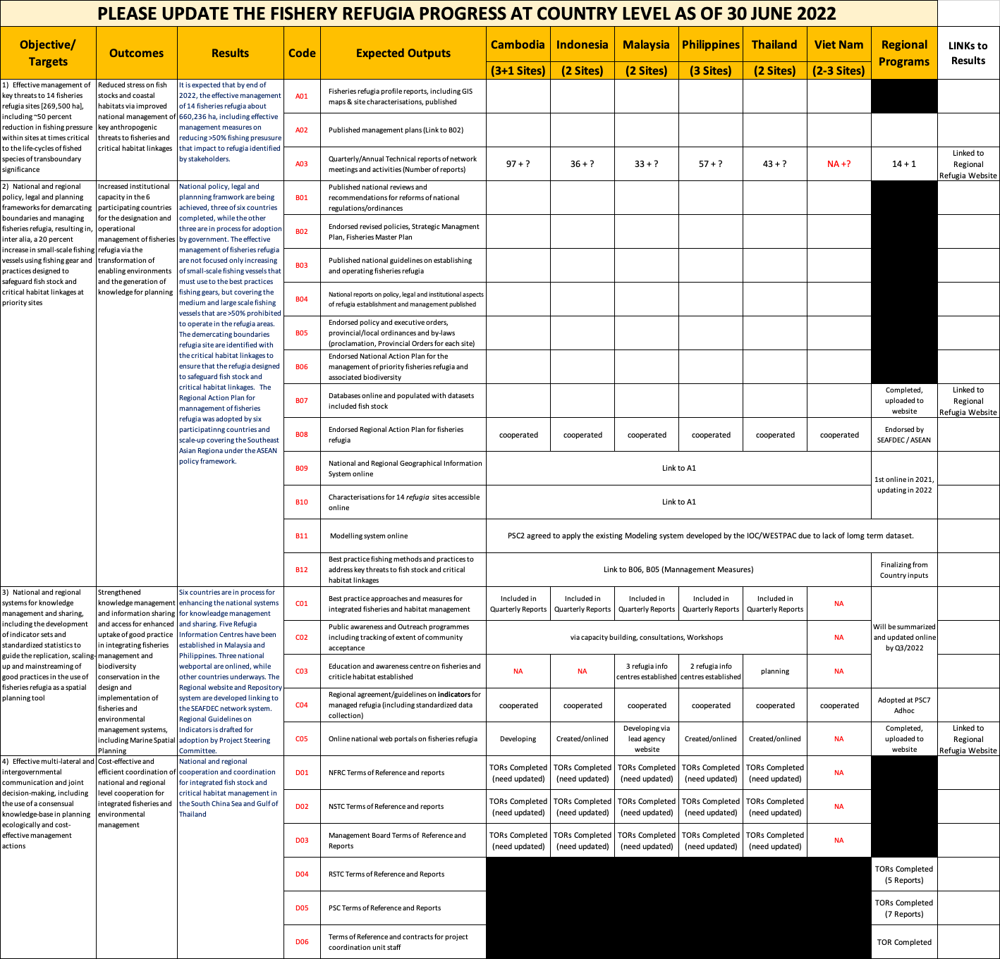 PLEASE UPDATE THE FISHERY REFUGIA PROGRESS AT COUNTRY LEVEL AS OF 30 JUNE 2022
Objective/
Targets
Outcomes
Results
Code
Expected Outputs
Cambodia
(3+1 Sites)
Indonesia
(2 Sites)
Malaysia
(2 Sites)
Philippines
(3 Sites)
Thailand
(2 Sites)
Viet Nam
(2-3 Sites)
Regional
Programs
LINKs to
Results
1) Effective management of
key threats to 14 fisheries
refugia sites [269,500 ha],
including ~50 percent
reduction in fishing pressure
within sites at times critical
to the life-cycles of fished
species of transboundary
significance
Reduced stress on fish
stocks and coastal
habitats via improved
national management of
key anthropogenic
threats to fisheries and
critical habitat linkages
It is expected that by end of
2022, the effective management
of 14 fisheries refugia about
660,236 ha, including effective
management measures on
reducing >50% fishing presusure
that impact to refugia identified
by stakeholders.
A01
Fisheries refugia profile reports, including GIS
maps & site characterisations, published
A02
Published management plans (Link to B02)
A03
Quarterly/Annual Technical reports of network
meetings and activities (Number of reports)
97 + ?
36 + ?
33 + ?
57 + ?
43 + ?
NA +?
14 + 1
Linked to
Regional
Refugia Website
2) National and regional
policy, legal and planning
frameworks for demarcating
boundaries and managing
fisheries refugia, resulting in,
inter alia, a 20 percent
increase in small-scale fishing
vessels using fishing gear and
practices designed to
safeguard fish stock and
critical habitat linkages at
priority sites
Increased institutional
capacity in the 6
participating countries
for the designation and
operational
management of fisheries
refugia via the
transformation of
enabling environments
and the generation of
knowledge for planning
National policy, legal and
plannning framwork are being
achieved, three of six countries
completed, while the other
three are in process for adoption
by government. The effective
management of fisheries refugia
are not focused only increasing
of small-scale fishing vessels that
must use to the best practices
fishing gears, but covering the
medium and large scale fishing
vessels that are >50% prohibited
to operate in the refugia areas.
The demercating boundaries
refugia site are identified with
the critical habitat linkages to
ensure that the refugia designed
to safeguard fish stock and
critical habitat linkages. The
Regional Action Plan for
mannagement of fisheries
refugia was adopted by six
participatinng countries and
scale-up covering the Southeast
Asian Regiona under the ASEAN
policy framework.
B01
Published national reviews and
recommendations for reforms of national
regulations/ordinances
B02
Endorsed revised policies, Strategic Managment
Plan, Fisheries Master Plan
B03
Published national guidelines on establishing
and operating fisheries refugia
B04
National reports on policy, legal and institutional aspects
of refugia establishment and management published
B05
Endorsed policy and executive orders,
provincial/local ordinances and by-laws
(proclamation, Provincial Orders for each site)
B06
Endorsed National Action Plan for the
management of priority fisheries refugia and
associated biodiversity
B07
Databases online and populated with datasets
included fish stock
Completed,
uploaded to
website
Linked to
Regional
Refugia Website
B08
Endorsed Regional Action Plan for fisheries
refugia
cooperated
cooperated
cooperated
cooperated
cooperated
cooperated
Endorsed by
SEAFDEC / ASEAN
B09
National and Regional Geographical Information
System online
Link to A1
1st online in 2021,
updating in 2022
B10
Characterisations for 14 refugia sites accessible
online
Link to A1
B11
Modelling system online
PSC2 agreed to apply the existing Modeling system developed by the IOC/WESTPAC due to lack of lomg term dataset.
B12
Best practice fishing methods and practices to
address key threats to fish stock and critical
habitat linkages
Link to B06, B05 (Mannagement Measures)
Finalizing from
Country inputs
3) National and regional
systems for knowledge
management and sharing,
including the development
of indicator sets and
standardized statistics to
guide the replication, scaling-
up and mainstreaming of
good practices in the use of
fisheries refugia as a spatial
planning tool
Strengthened
knowledge management
and information sharing
and access for enhanced
uptake of good practice
in integrating fisheries
management and
biodiversity
conservation in the
design and
implementation of
fisheries and
environmental
management systems,
including Marine Spatial
Planning
Six countries are in process for
enhancing the national systems
for knowleadge management
and sharing. Five Refugia
Information Centres have been
established in Malaysia and
Philippines. Three national
webportal are onlined, while
other countries underways. The
Regional website and Repository
system are developed linking to
the SEAFDEC network system.
Regional Guidelines on
Indicators is drafted for
adoption by Project Steering
Committee.
C01
Best practice approaches and measures for
integrated fisheries and habitat management
Included in
Quarterly Reports
Included in
Quarterly Reports
Included in
Quarterly Reports
Included in
Quarterly Reports
Included in
Quarterly Reports
NA
Will be summarized
and updated online
by Q3/2022
C02
Public awareness and Outreach programmes
including tracking of extent of community
acceptance
via capacity building, consultations, Workshops
NA
C03
Education and awareness centre on fisheries and
criticle habitat established
NA
NA
3 refugia info
centres established
2 refugia info
centres established
planning
NA
C04
Regional agreement/guidelines on indicators for
managed refugia (including standardized data
collection)
cooperated
cooperated
cooperated
cooperated
cooperated
cooperated
Adopted at PSC7
Adhoc
C05
Online national web portals on fisheries refugia
Developing
Created/onlined
Developing via
lead agency
website
Created/onlined
Created/onlined
NA
Completed,
uploaded to
website
Linked to
Regional
Refugia Website
4) Effective multi-lateral and
intergovernmental
communication and joint
decision-making, including
the use of a consensual
knowledge-base in planning
ecologically and cost-
effective management
actions
Cost-effective and
efficient coordination of
national and regional
level cooperation for
integrated fisheries and
environmental
management
National and regional
cooperation and coordination
for integrated fish stock and
critical habitat management in
the South China Sea and Gulf of
Thailand
D01
NFRC Terms of Reference and reports
TORs Completed
(need updated)
TORs Completed
(need updated)
TORs Completed
(need updated)
TORs Completed
(need updated)
TORs Completed
(need updated)
NA
D02
NSTC Terms of Reference and reports
TORs Completed
(need updated)
TORs Completed
(need updated)
TORs Completed
(need updated)
TORs Completed
(need updated)
TORs Completed
(need updated)
NA
D03
Management Board Terms of Reference and
Reports
TORs Completed
(need updated)
TORs Completed
(need updated)
TORs Completed
(need updated)
TORs Completed
(need updated)
TORs Completed
(need updated)
NA
D04
RSTC Terms of Reference and Reports
TORs Completed
(5 Reports)
D05
PSC Terms of Reference and Reports
TORs Completed
(7 Reports)
D06
Terms of Reference and contracts for project
coordination unit staff
TOR Completed